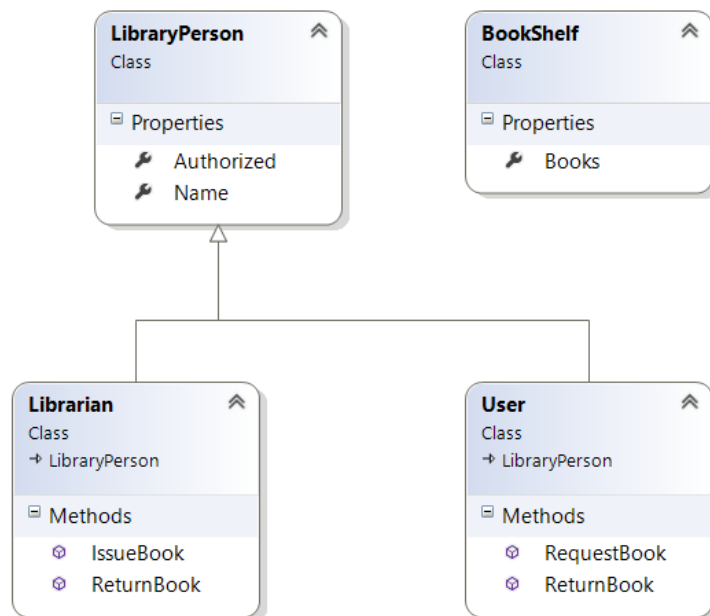 LibraryPerson
Class
Properties
Authorized
Name
BookShelf
Class
Properties
Books
Librarian
Class
LibraryPerson
Methods
IssueBook
ReturnBook
User
Class
LibraryPerson
Methods
RequestBook
ReturnBook